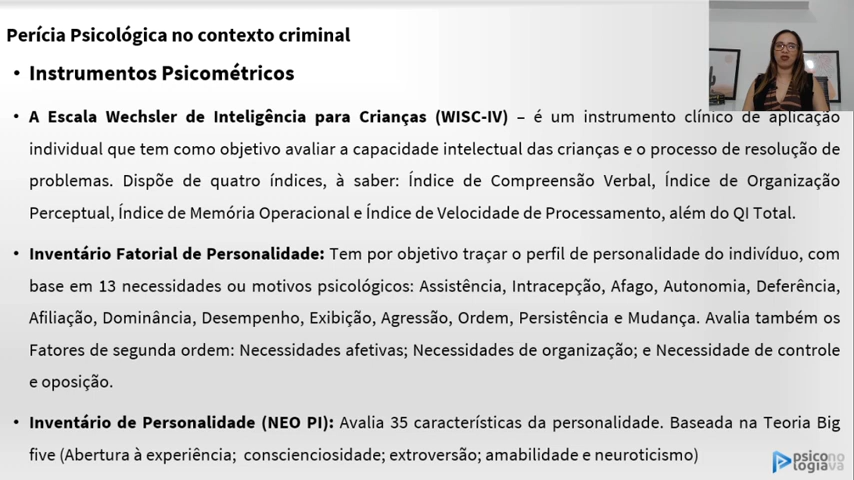 Perícia Psicológica no contexto criminal
• Instrumentos Psicométricos
• A Escala Wechsler de Inteligência para Crianças (WISC-IV) – é um instrumento clínico de aplicação
individual que tem como objetivo avaliar a capacidade intelectual das crianças e o processo de resolução de
problemas. Dispõe de quatro índices, à saber: Índice de Compreensão Verbal, Índice de Organização
Perceptual, Índice de Memória Operacional e Índice de Velocidade de Processamento, além do QI Total.
• Inventário Fatorial de Personalidade: Tem por objetivo traçar o perfil de personalidade do indivíduo, com
base em 13 necessidades ou motivos psicológicos: Assistência, Intracepção, Afago, Autonomia, Deferência,
Afiliação, Dominância, Desempenho, Exibição, Agressão, Ordem, Persistência e Mudança. Avalia também os
Fatores de segunda ordem: Necessidades afetivas; Necessidades de organização; e Necessidade de controle
e oposição.
• Inventário de Personalidade (NEO PI): Avalia 35 características da personalidade. Baseada na Teoria Big
five (Abertura à experiência; conscienciosidade; extroversão; amabilidade e neuroticismo)
psicono
logiava